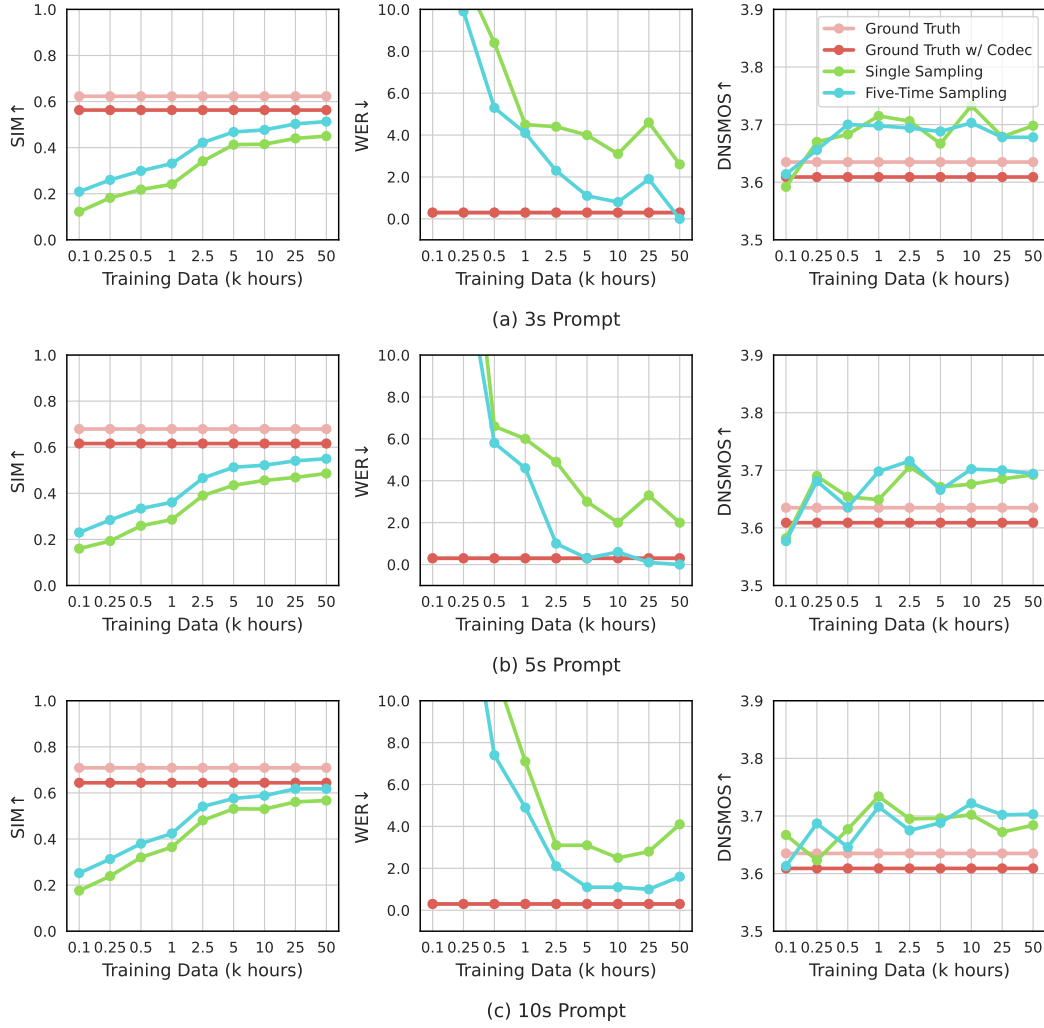 1.0
0.8
0.6
0.4
0.2
0.0
SIM↑
0.1 0.25 0.5 1 2.5 5 10 25 50
Training Data (k hours)
10.0
8.0
6.0
4.0
2.0
0.0
WER↓
0.1 0.25 0.5 1 2.5 5 10 25 50
Training Data (k hours)
3.9
3.8
3.7
3.6
3.5
DNSMOS↑
Ground Truth
Ground Truth w/ Codec
Single Sampling
Five-Time Sampling
0.1 0.25 0.5 1 2.5 5 10 25 50
Training Data (k hours)
(a) 3s Prompt
1.0
0.8
0.6
0.4
0.2
0.0
SIM↑
0.1 0.25 0.5 1 2.5 5 10 25 50
Training Data (k hours)
10.0
8.0
6.0
4.0
2.0
0.0
WER↓
0.1 0.25 0.5 1 2.5 5 10 25 50
Training Data (k hours)
3.9
3.8
3.7
3.6
3.5
DNSMOS↑
0.1 0.25 0.5 1 2.5 5 10 25 50
Training Data (k hours)
(b) 5s Prompt
1.0
0.8
0.6
0.4
0.2
0.0
SIM↑
0.1 0.25 0.5 1 2.5 5 10 25 50
Training Data (k hours)
10.0
8.0
6.0
4.0
2.0
0.0
WER↓
0.1 0.25 0.5 1 2.5 5 10 25 50
Training Data (k hours)
3.9
3.8
3.7
3.6
3.5
DNSMOS↑
0.1 0.25 0.5 1 2.5 5 10 25 50
Training Data (k hours)
(c) 10s Prompt